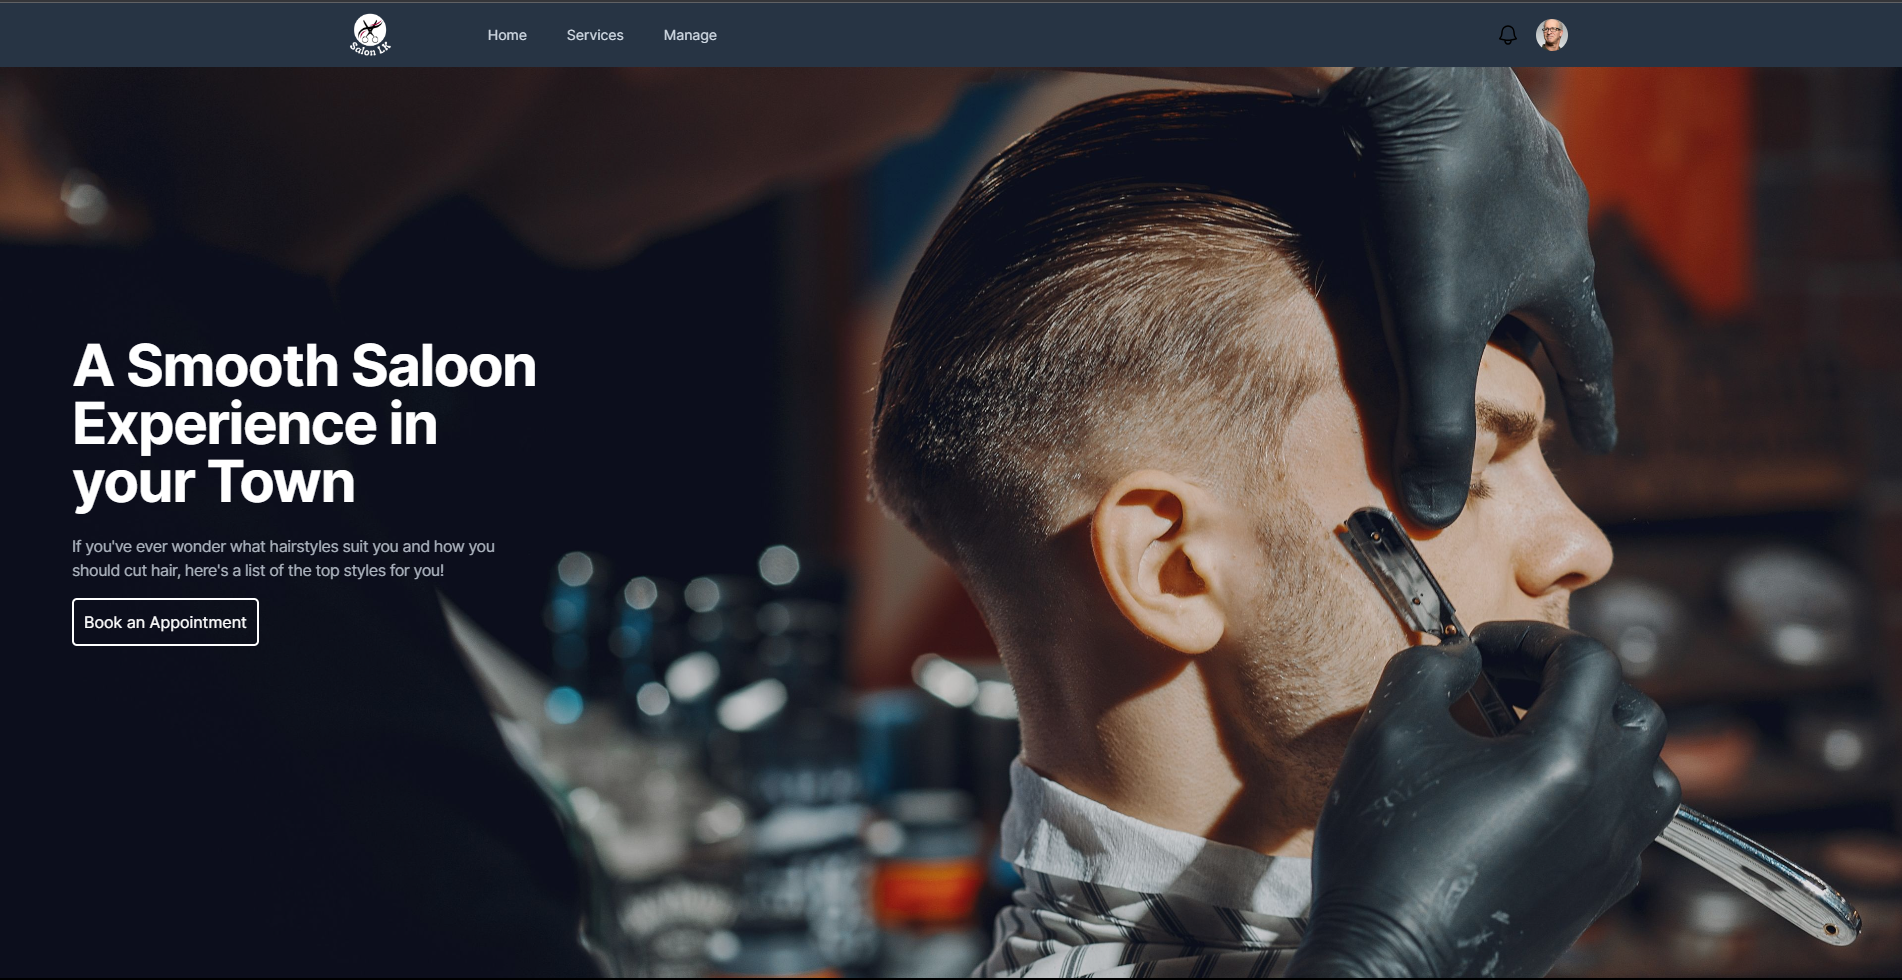 Salon LK
Home
Services
Manage
A Smooth Saloon
Experience in
your Town
If you've ever wonder what hairstyles suit you and how you
should cut hair, here's a list of the top styles for you!
Book an Appointment